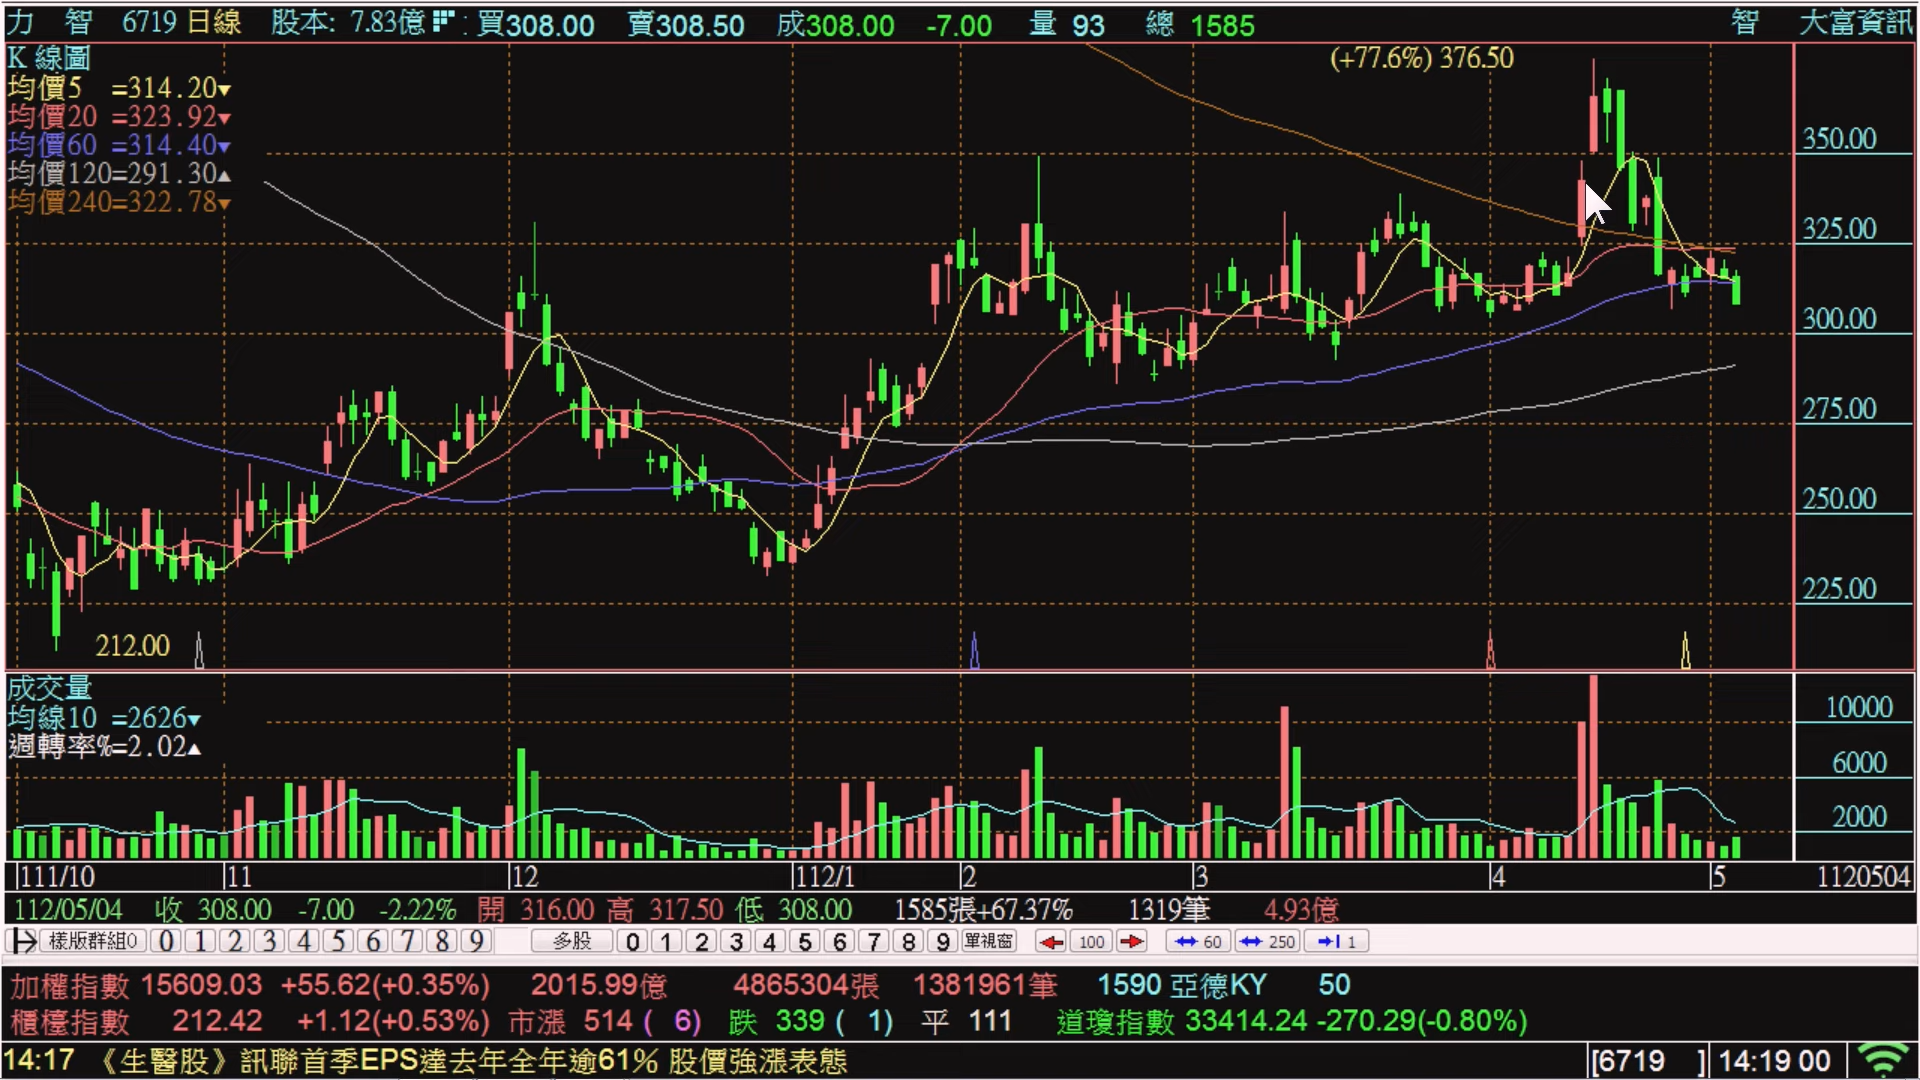 力 智 6719 日線 股本: 7.83億 : 買308.00 賣308.50 成308.00 -7.00 量 93 總 1585 智 大富資訊
K 線圖
(+77.6%) 376.50
均價5 =314.20▼
均價20 =323.92▼
均價60 =314.40▼
均價120=291.30▲
均價240=322.78▼
350.00
325.00
300.00
275.00
250.00
225.00
212.00
成交量
均線10 =2626▼
週轉率%=2.02▲
10000
6000
2000
111/10 11 12 112/1 2 3 4 5 1120504
112/05/04 收 308.00 -7.00 -2.22% 開 316.00 高 317.50 低 308.00 1585張+67.37% 1319筆 4.93億
樣版群組0 0 1 2 3 4 5 6 7 8 9 多股 0 1 2 3 4 5 6 7 8 9 單視窗 100 60 250 1
加權指數 15609.03 +55.62(+0.35%) 2015.99億 4865304張 1381961筆 1590 亞德KY 50
櫃檯指數 212.42 +1.12(+0.53%) 市漲 514 ( 6) 跌 339 ( 1) 平 111 道瓊指數 33414.24 -270.29(-0.80%)
14:17 《生醫股》訊聯首季EPS達去年全年逾61% 股價強漲表態 [6719 ] 14:19 00